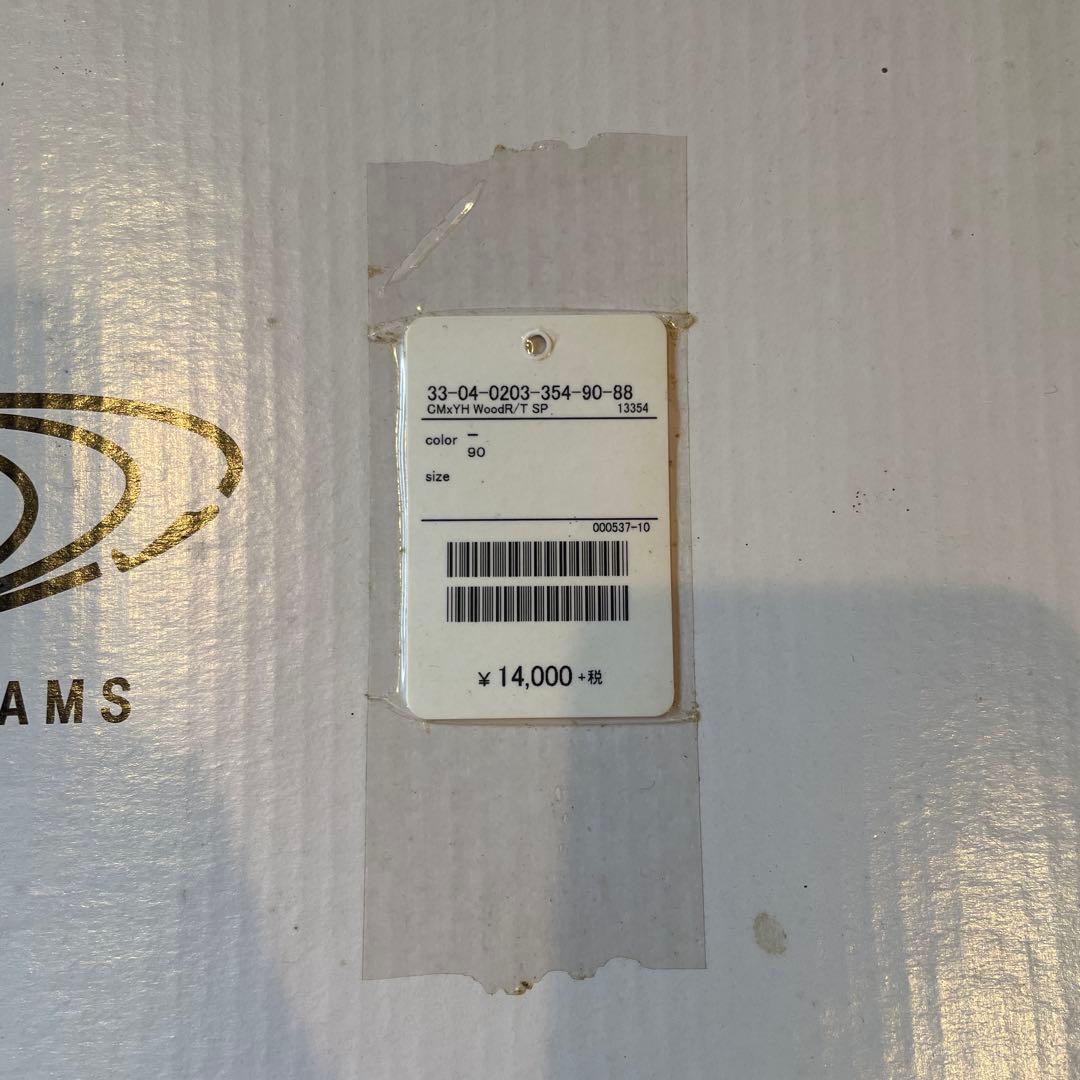 33-04-0203-354-90-88
CMxYH WoodR/T SP 13354
color –
90
size
000537-10
¥ 14,000 +税
AMS